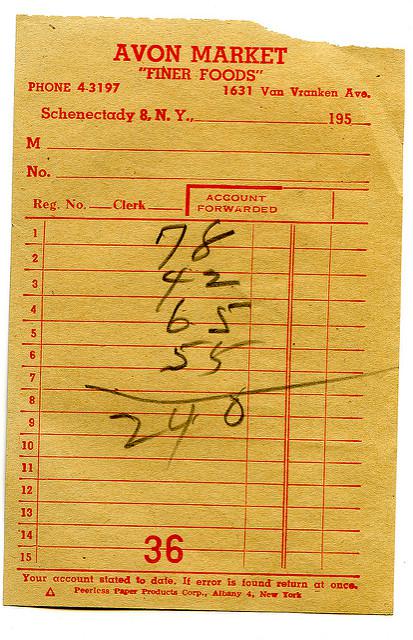 AVON MARKET
"FINER FOODS"
PHONE 4-3197 1631 Van Vranken Ave.
Schenectady 8, N. Y., 195
M
No.
Reg. No. Clerk ACCOUNT FORWARDED
1
78
2
3 42
4
65
5
6 55
7
8
9 240
10
11
12
13
14
36
15
Your account stated to date. If error is found return at once.
Peerless Paper Products Corp., Albany 4, New York